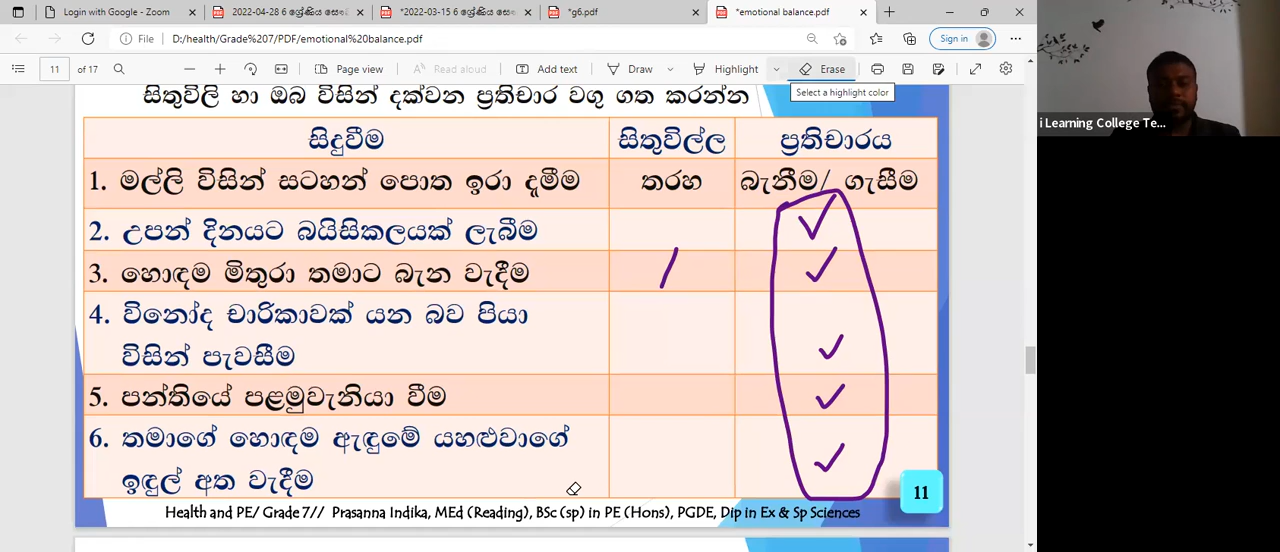 Login with Google - Zoom
2022-04-28 6 ශ්‍රේණිය සෞ
*2022-03-15 6 ශ්‍රේණිය සෞ
*g6.pdf
*emotional balance.pdf
File D:/health/Grade%207/PDF/emotional%20balance.pdf
Sign in
11 of 17
Page view
Read aloud
Add text
Draw
Highlight
Erase
Select a highlight color
i Learning College Te...
සිතුවිලි හා ඔබ විසින් දක්වන ප්‍රතිචාර වගු ගත කරන්න
සිදුවීම සිතුවිල්ල ප්‍රතිචාරය
1. මල්ලි විසින් සටහන් පොත ඉරා දැමීම තරහ බැනීම/ ගැසීම
2. උපන් දිනයට බයිසිකලයක් ලැබීම
3. හොඳම මිතුරා තමාට බැන වැදීම
4. විනෝද චාරිකාවක් යන බව පියා
විසින් පැවසීම
5. පන්තියේ පළමුවැනියා වීම
6. තමාගේ හොඳම ඇඳුමේ යහළුවාගේ
ඉඳුල් අත වැදීම
11
Health and PE/ Grade 7// Prasanna Indika, MEd (Reading), BSc (sp) in PE (Hons), PGDE, Dip in Ex & Sp Sciences